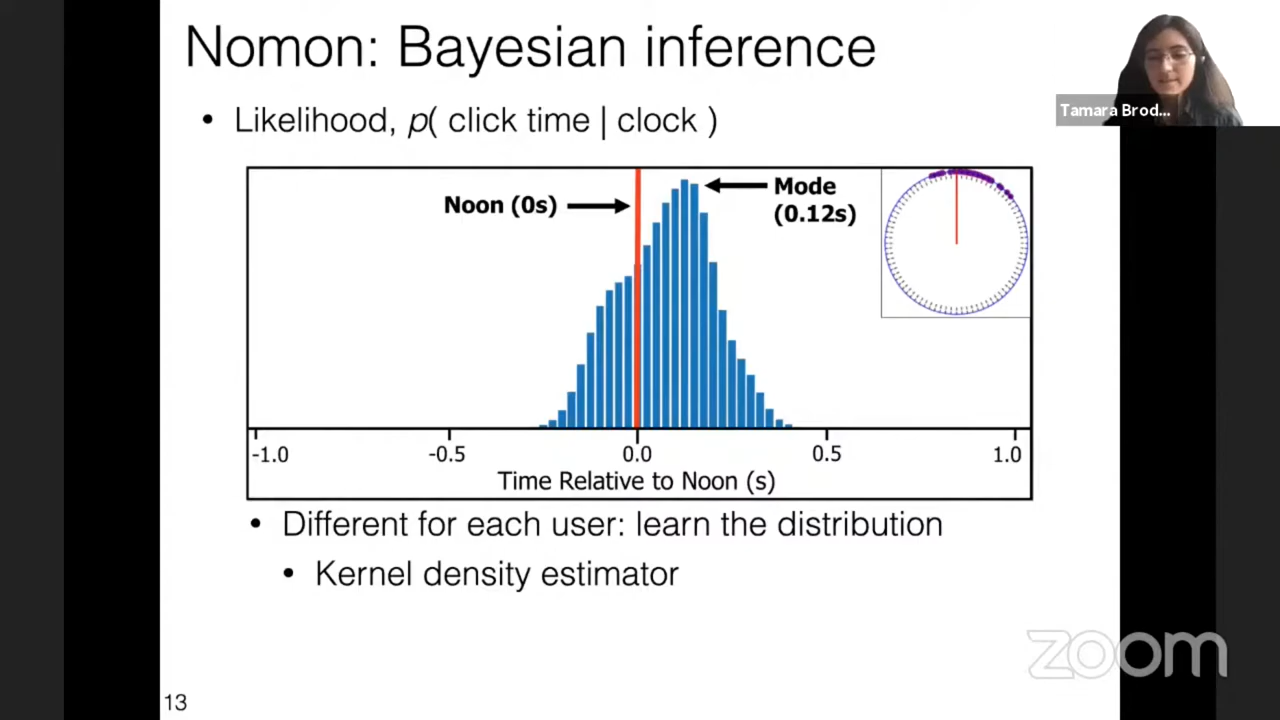 Nomon: Bayesian inference
Tamara Brod...
• Likelihood, p( click time | clock )
Noon (0s)
Mode
(0.12s)
-1.0 -0.5 0.0 0.5 1.0
Time Relative to Noon (s)
• Different for each user: learn the distribution
• Kernel density estimator
zoom
13